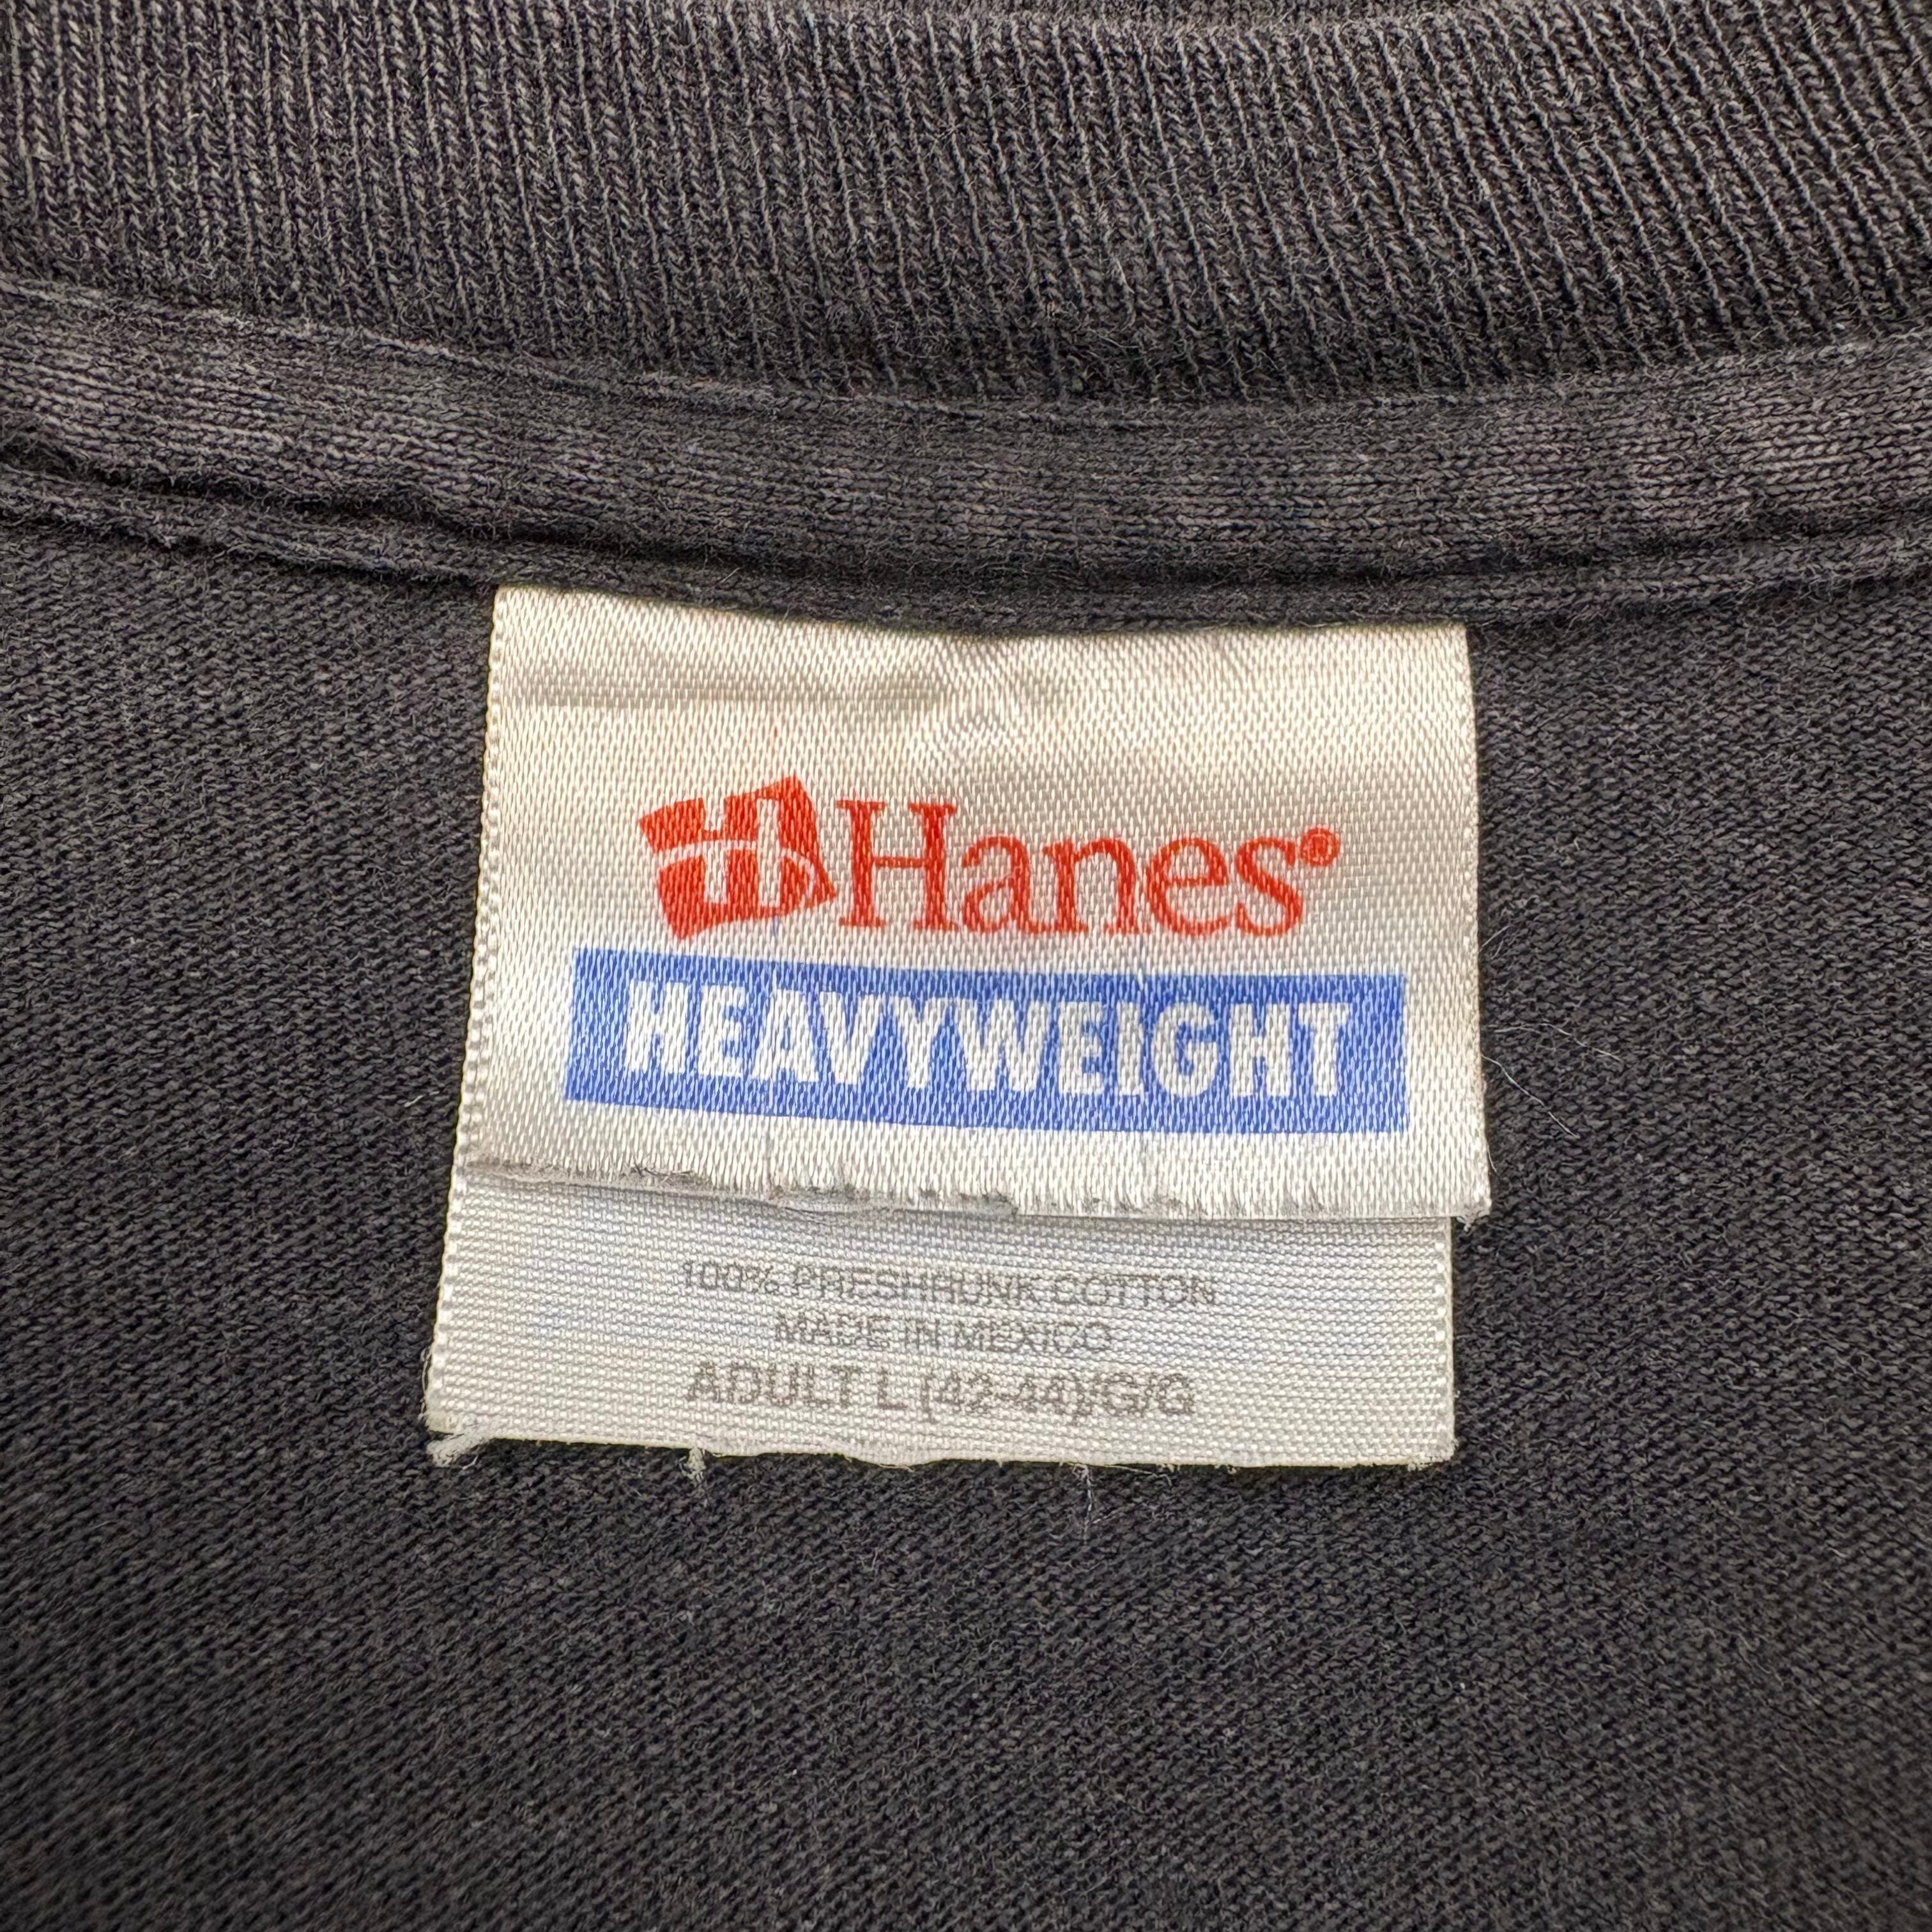 H Hanes®
HEAVYWEIGHT
100% PRESHRUNK COTTON
MADE IN MEXICO
ADULT L (42-44)/G/G